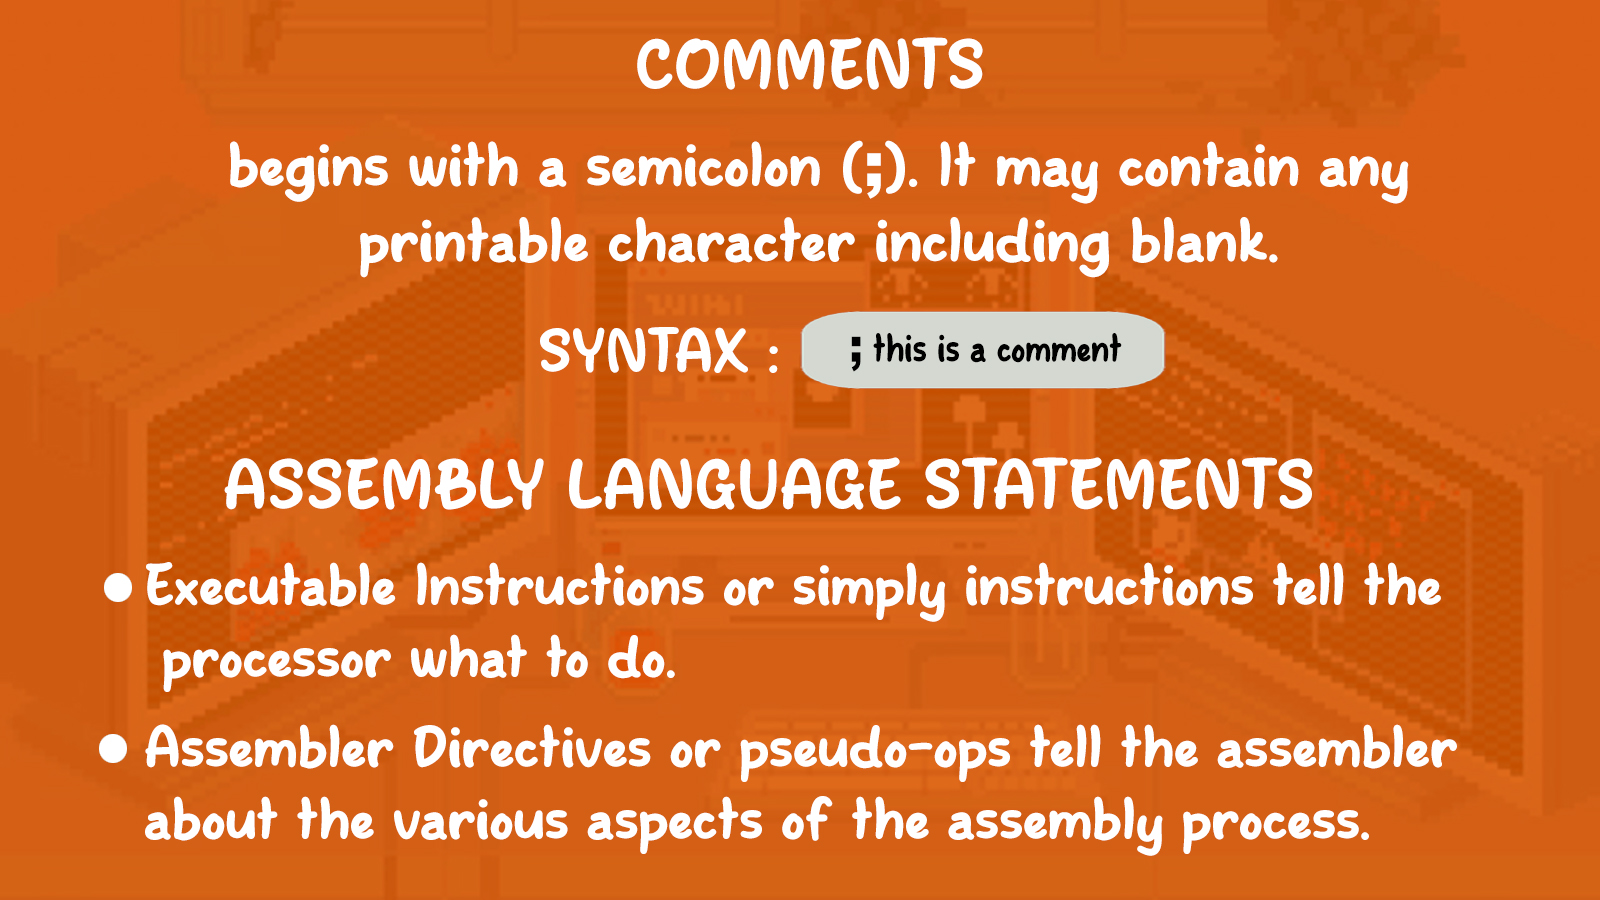 COMMENTS
begins with a semicolon (;). It may contain any
printable character including blank.
SYNTAX : ; this is a comment
ASSEMBLY LANGUAGE STATEMENTS
● Executable Instructions or simply instructions tell the
processor what to do.
● Assembler Directives or pseudo-ops tell the assembler
about the various aspects of the assembly process.